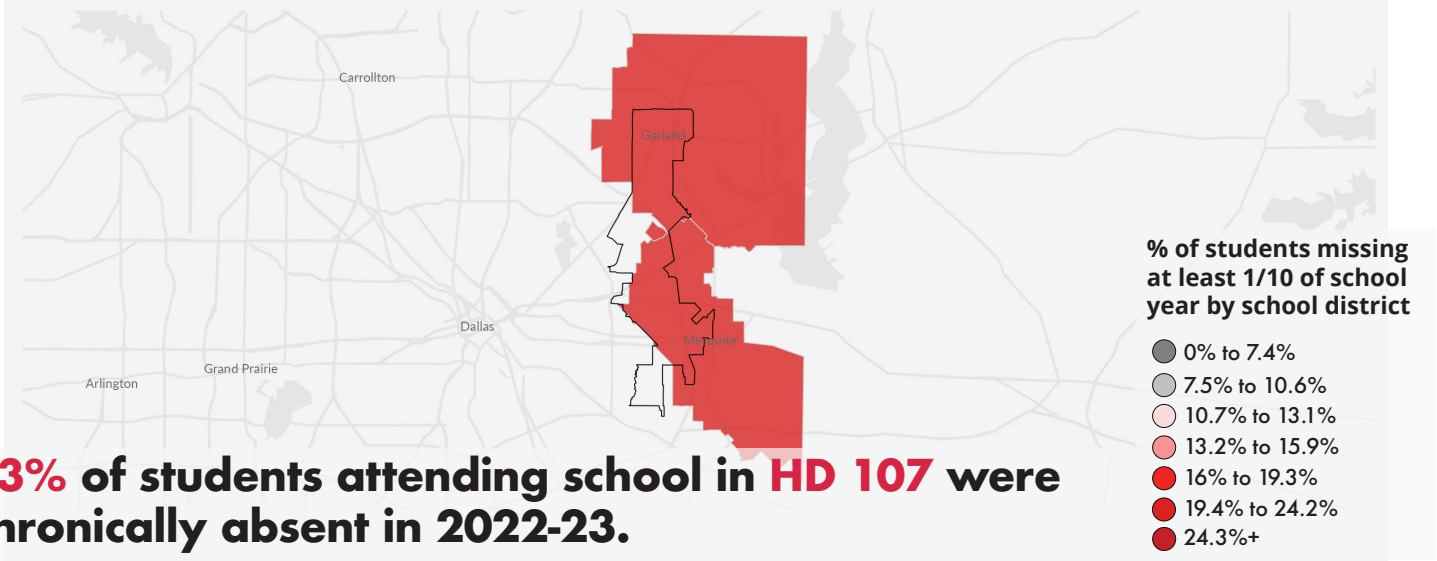 Carrollton
Garland
Dallas
Mesquite
Grand Prairie
Arlington
% of students missing
at least 1/10 of school
year by school district
0% to 7.4%
7.5% to 10.6%
10.7% to 13.1%
13.2% to 15.9%
16% to 19.3%
19.4% to 24.2%
24.3%+
3% of students attending school in HD 107 were
hronically absent in 2022-23.